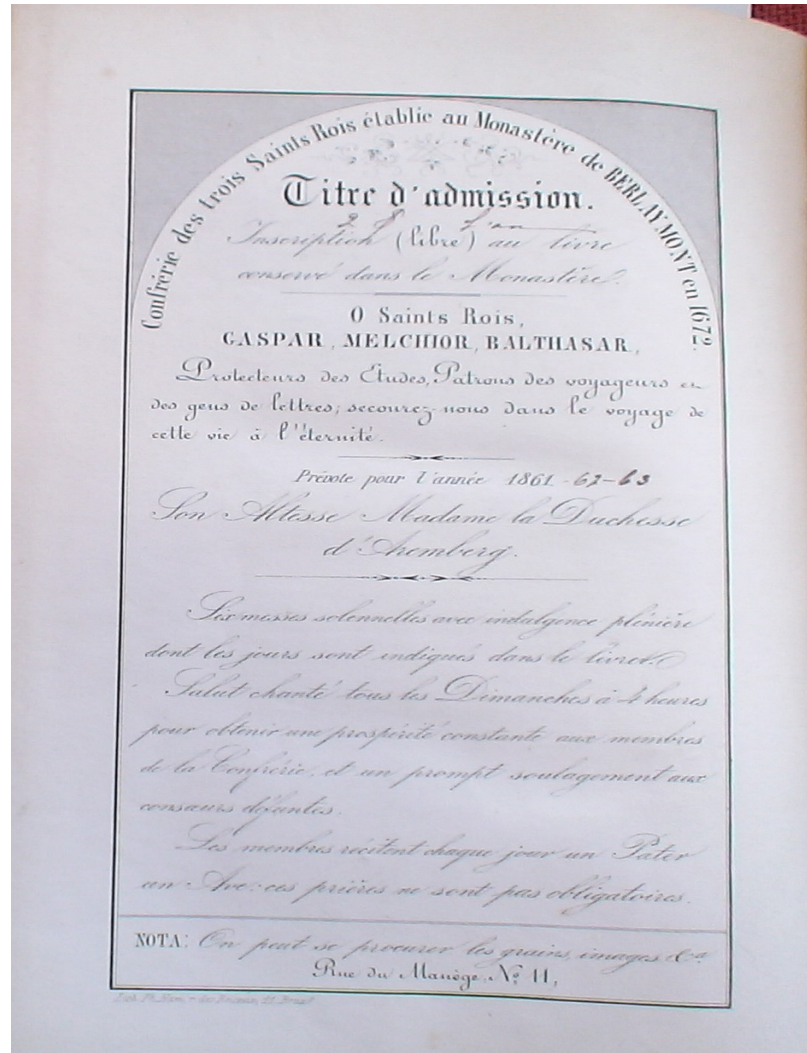 Confrérie des trois Saints Rois établie au Monastère de BERLAYMONT en 1672.
Titre d'admission.
Inscription (libre) au livre
conservé dans le Monastère.
O Saints Rois,
GASPAR, MELCHIOR, BALTHASAR,
Protecteurs des Études, Patrons des voyageurs et
des gens de lettres; secourez-nous dans le voyage de
cette vie à l'éternité.
Prévote pour l'année 1861-62-63
Son Altesse Madame la Duchesse
d'Aremberg.
Six messes solennelles avec indulgence plénière
dont les jours sont indiqués dans le livret.
Salut chanté tous les Dimanches à 4 heures
pour obtenir une prospérité constante aux membres
de la Confrérie, et un prompt soulagement aux
consœurs défuntes.
Les membres récitent chaque jour un Pater
un Ave: ces prières ne sont pas obligatoires.
NOTA: On peut se procurer les grains, images &ca
Rue du Manège, No 11,
Lith. Ph.